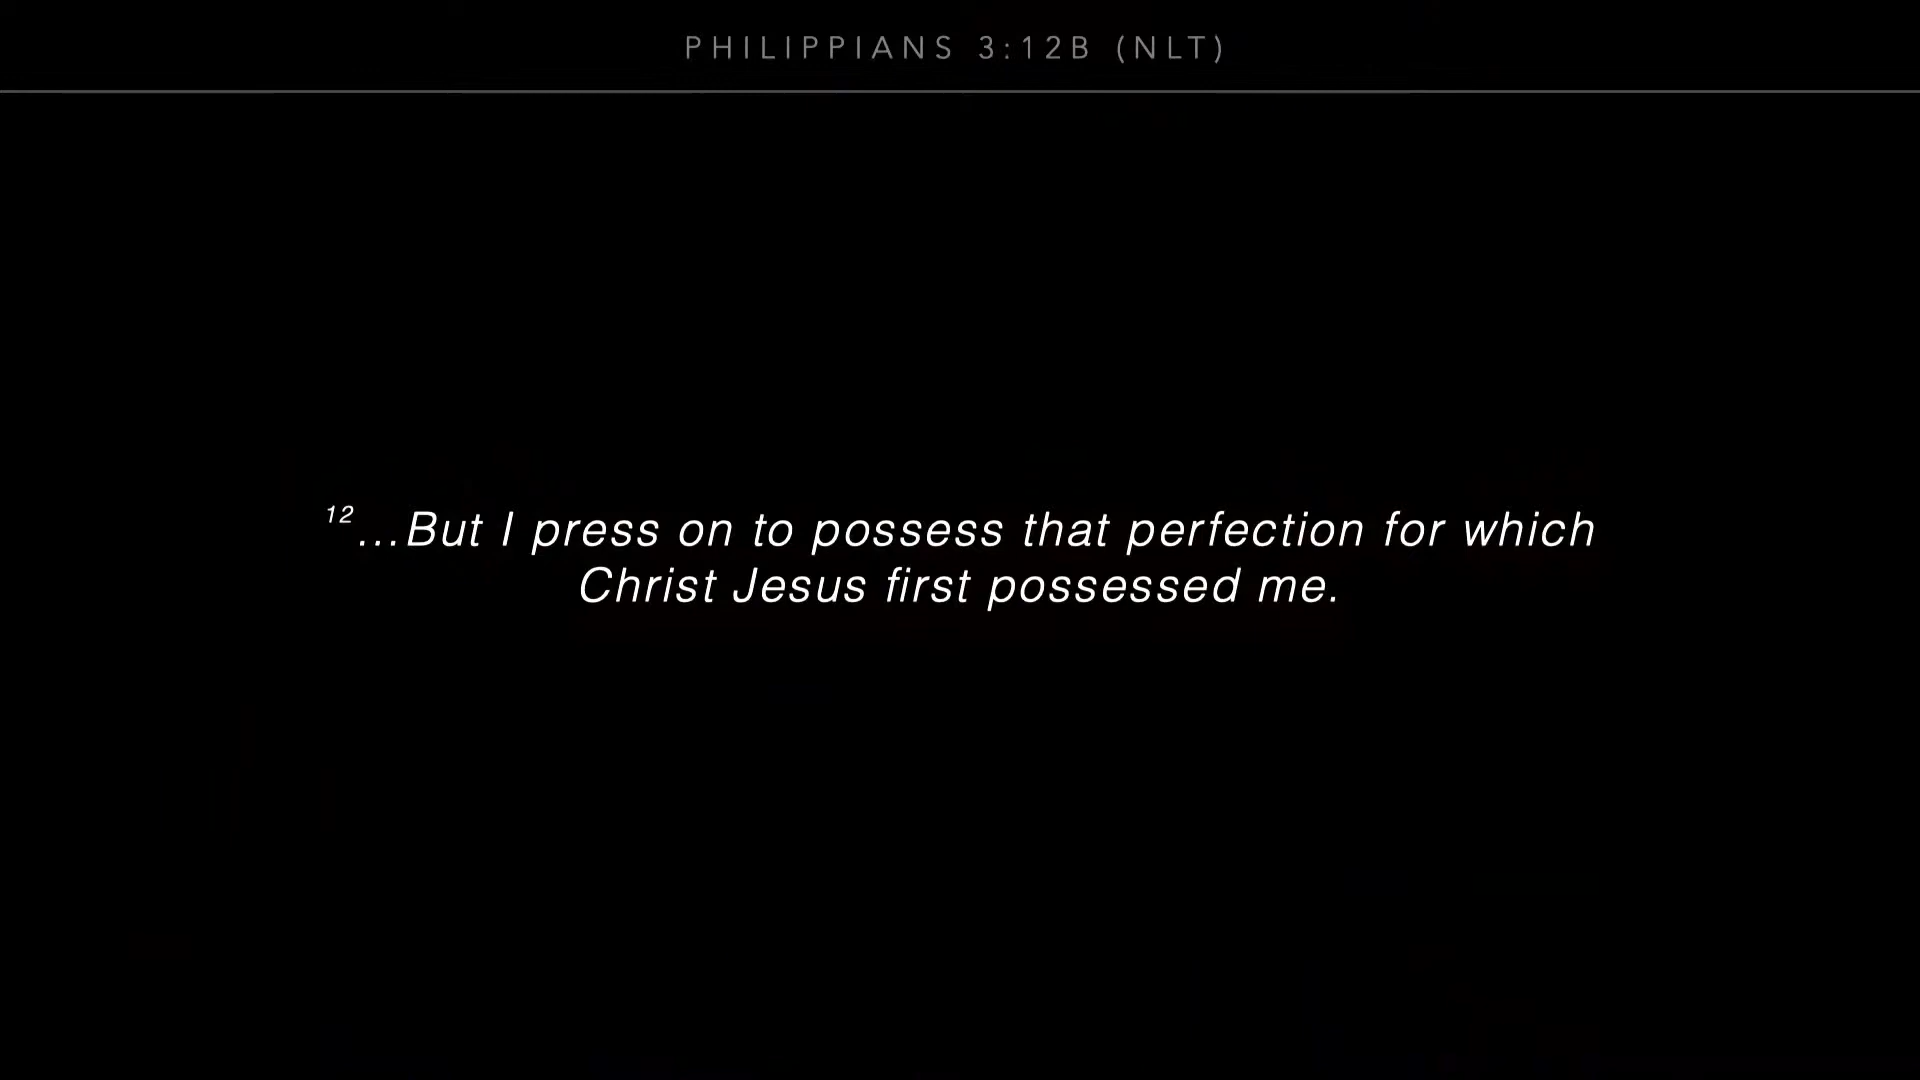 PHILIPPIANS 3:12B (NLT)
12...But I press on to possess that perfection for which
Christ Jesus first possessed me.